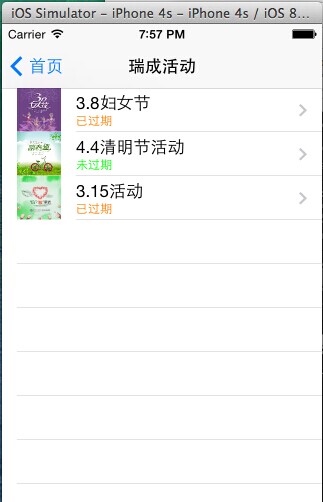 iOS Simulator – iPhone 4s – iPhone 4s / iOS 8...
Carrier 7:57 PM
首页 瑞成活动
3.8妇女节
已过期
4.4清明节活动
未过期
3.15活动
已过期